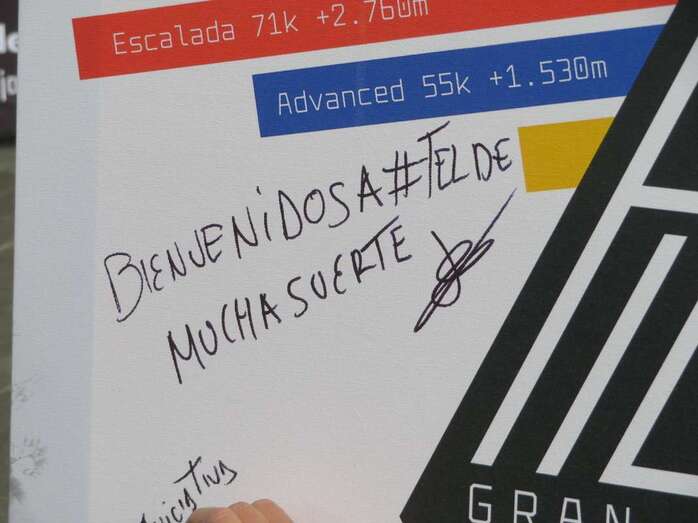 Escalada 71k +2.760m
Advanced 55k +1.530m
BIENVENIDOS A #TELDE
MUCHA SUERTE
GRAN